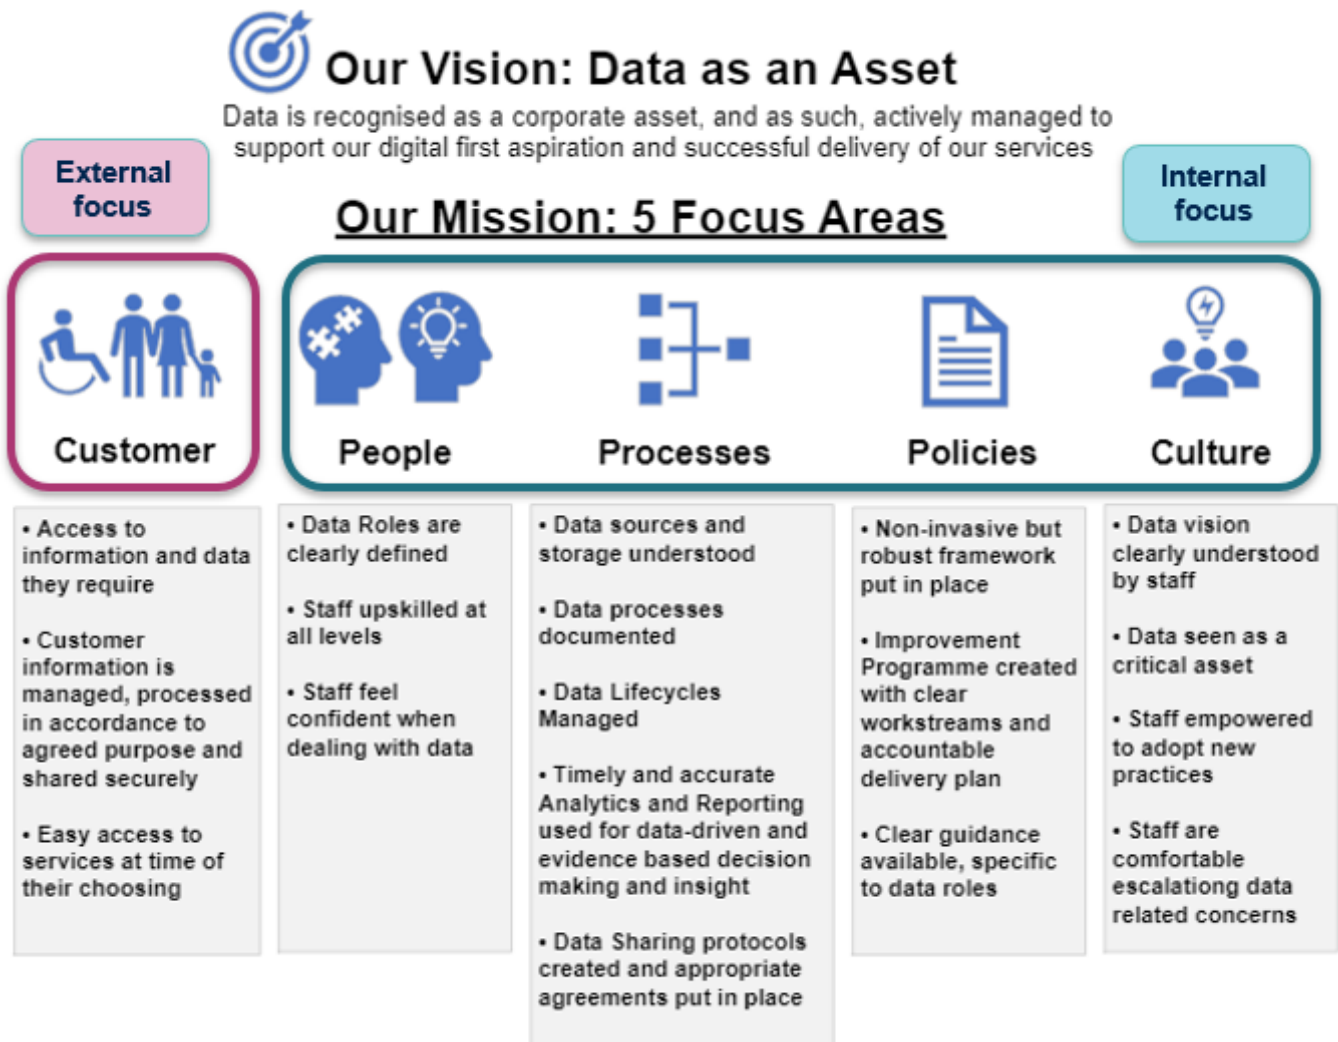 Our Vision: Data as an Asset
Data is recognised as a corporate asset, and as such, actively managed to
support our digital first aspiration and successful delivery of our services
External
focus
Internal
focus
Our Mission: 5 Focus Areas
Customer
People
Processes
Policies
Culture
• Access to
information and data
they require
• Customer
information is
managed, processed
in accordance to
agreed purpose and
shared securely
• Easy access to
services at time of
their choosing
• Data Roles are
clearly defined
• Staff upskilled at
all levels
• Staff feel
confident when
dealing with data
• Data sources and
storage understood
• Data processes
documented
• Data Lifecycles
Managed
• Timely and accurate
Analytics and Reporting
used for data-driven and
evidence based decision
making and insight
• Data Sharing protocols
created and appropriate
agreements put in place
• Non-invasive but
robust framework
put in place
• Improvement
Programme created
with clear
workstreams and
accountable
delivery plan
• Clear guidance
available, specific
to data roles
• Data vision
clearly understood
by staff
• Data seen as a
critical asset
• Staff empowered
to adopt new
practices
• Staff are
comfortable
escalationg data
related concerns